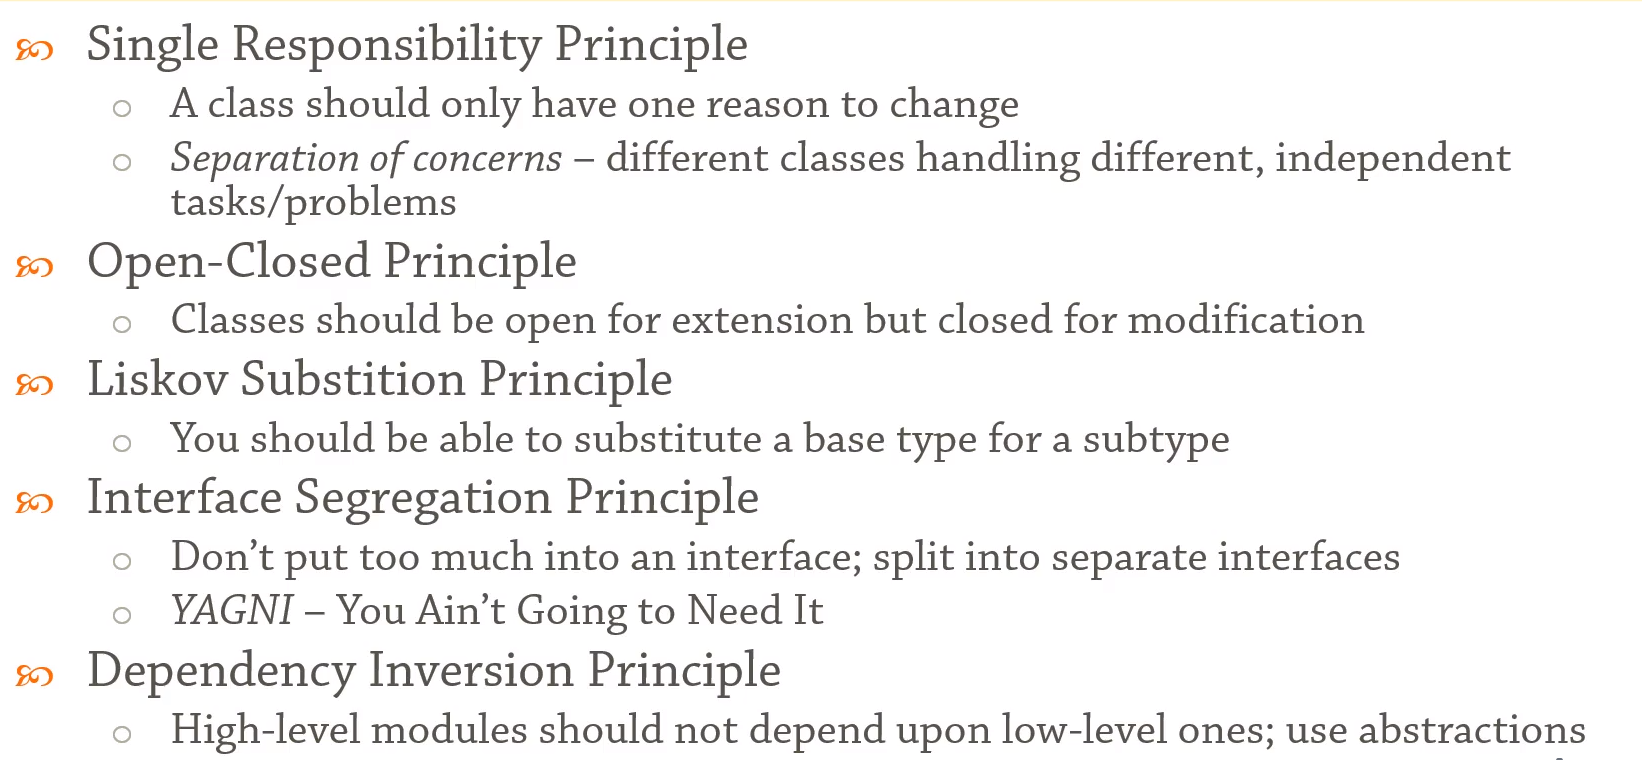 Single Responsibility Principle
A class should only have one reason to change
Separation of concerns – different classes handling different, independent
tasks/problems
Open-Closed Principle
Classes should be open for extension but closed for modification
Liskov Substition Principle
You should be able to substitute a base type for a subtype
Interface Segregation Principle
Don’t put too much into an interface; split into separate interfaces
YAGNI – You Ain’t Going to Need It
Dependency Inversion Principle
High-level modules should not depend upon low-level ones; use abstractions